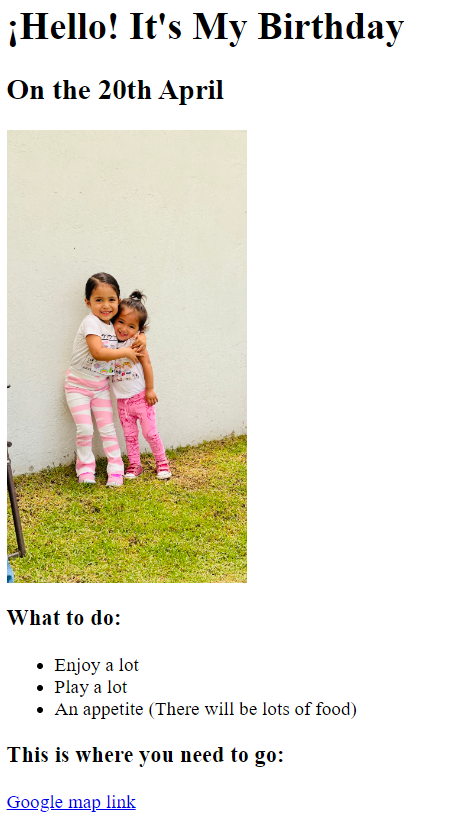 ¡Hello! It's My Birthday
On the 20th April
What to do:
• Enjoy a lot
• Play a lot
• An appetite (There will be lots of food)
This is where you need to go:
Google map link